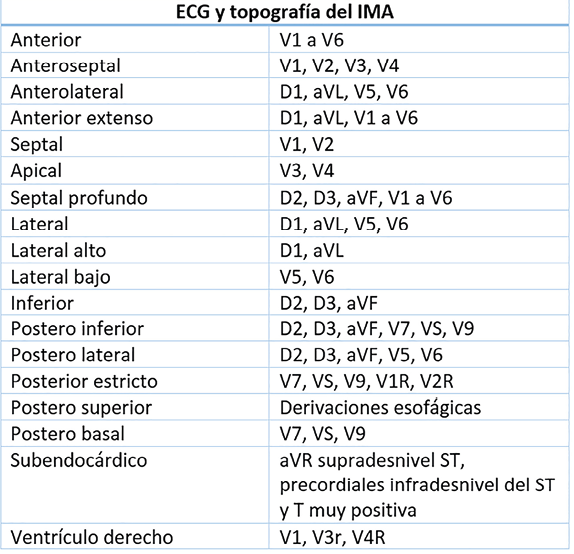 ECG y topografía del IMA
Anterior V1 a V6
Anteroseptal V1, V2, V3, V4
Anterolateral D1, aVL, V5, V6
Anterior extenso D1, aVL, V1 a V6
Septal V1, V2
Apical V3, V4
Septal profundo D2, D3, aVF, V1 a V6
Lateral D1, aVL, V5, V6
Lateral alto D1, aVL
Lateral bajo V5, V6
Inferior D2, D3, aVF
Postero inferior D2, D3, aVF, V7, VS, V9
Postero lateral D2, D3, aVF, V5, V6
Posterior estricto V7, VS, V9, V1R, V2R
Postero superior Derivaciones esofágicas
Postero basal V7, VS, V9
Subendocárdico aVR supradesnivel ST,
precordiales infradesnivel del ST
y T muy positiva
Ventrículo derecho V1, V3r, V4R